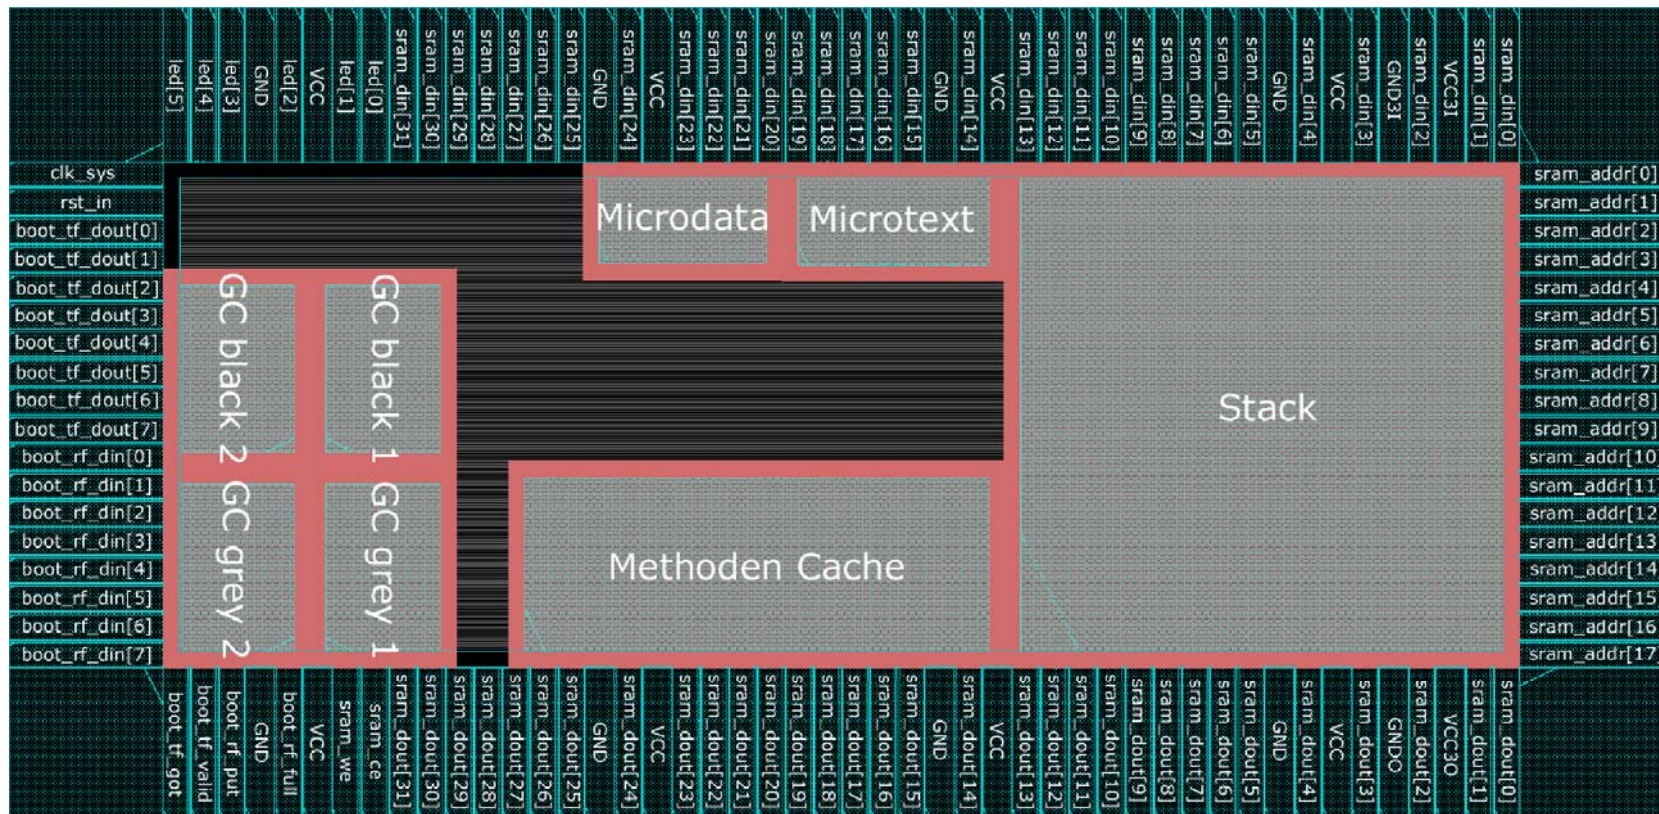 led[5]
led[4]
led[3]
GND
led[2]
VCC
led[1]
led[0]
sram_din[31]
sram_din[30]
sram_din[29]
sram_din[28]
sram_din[27]
sram_din[26]
sram_din[25]
GND
sram_din[24]
VCC
sram_din[23]
sram_din[22]
sram_din[21]
sram_din[20]
sram_din[19]
sram_din[18]
sram_din[17]
sram_din[16]
sram_din[15]
GND
sram_din[14]
VCC
sram_din[13]
sram_din[12]
sram_din[11]
sram_din[10]
sram_din[9]
sram_din[8]
sram_din[7]
sram_din[6]
sram_din[5]
GND
sram_din[4]
VCC
sram_din[3]
GND3I
sram_din[2]
VCC3I
sram_din[1]
sram_din[0]
clk_sys
rst_in
boot_tf_dout[0]
boot_tf_dout[1]
boot_tf_dout[2]
boot_tf_dout[3]
boot_tf_dout[4]
boot_tf_dout[5]
boot_tf_dout[6]
boot_tf_dout[7]
boot_rf_din[0]
boot_rf_din[1]
boot_rf_din[2]
boot_rf_din[3]
boot_rf_din[4]
boot_rf_din[5]
boot_rf_din[6]
boot_rf_din[7]
Microdata
Microtext
GC black 2
GC black 1
Stack
GC grey 2
GC grey 1
Methoden Cache
sram_addr[0]
sram_addr[1]
sram_addr[2]
sram_addr[3]
sram_addr[4]
sram_addr[5]
sram_addr[6]
sram_addr[7]
sram_addr[8]
sram_addr[9]
sram_addr[10
sram_addr[11
sram_addr[12
sram_addr[13
sram_addr[14
sram_addr[15
sram_addr[16
sram_addr[17]
boot_tf_got
boot_tf_valid
boot_rf_put
GND
boot_rf_full
VCC
sram_we
sram_ce
sram_dout[31]
sram_dout[30]
sram_dout[29]
sram_dout[28]
sram_dout[27]
sram_dout[26]
sram_dout[25]
GND
sram_dout[24]
VCC
sram_dout[23]
sram_dout[22]
sram_dout[21]
sram_dout[20]
sram_dout[19]
sram_dout[18]
sram_dout[17]
sram_dout[16]
sram_dout[15]
GND
sram_dout[14]
VCC
sram_dout[13]
sram_dout[12]
sram_dout[11]
sram_dout[10]
sram_dout[9]
sram_dout[8]
sram_dout[7]
sram_dout[6]
sram_dout[5]
GND
sram_dout[4]
VCC
sram_dout[3]
GNDO
sram_dout[2]
VCC3O
sram_dout[1]
sram_dout[0]